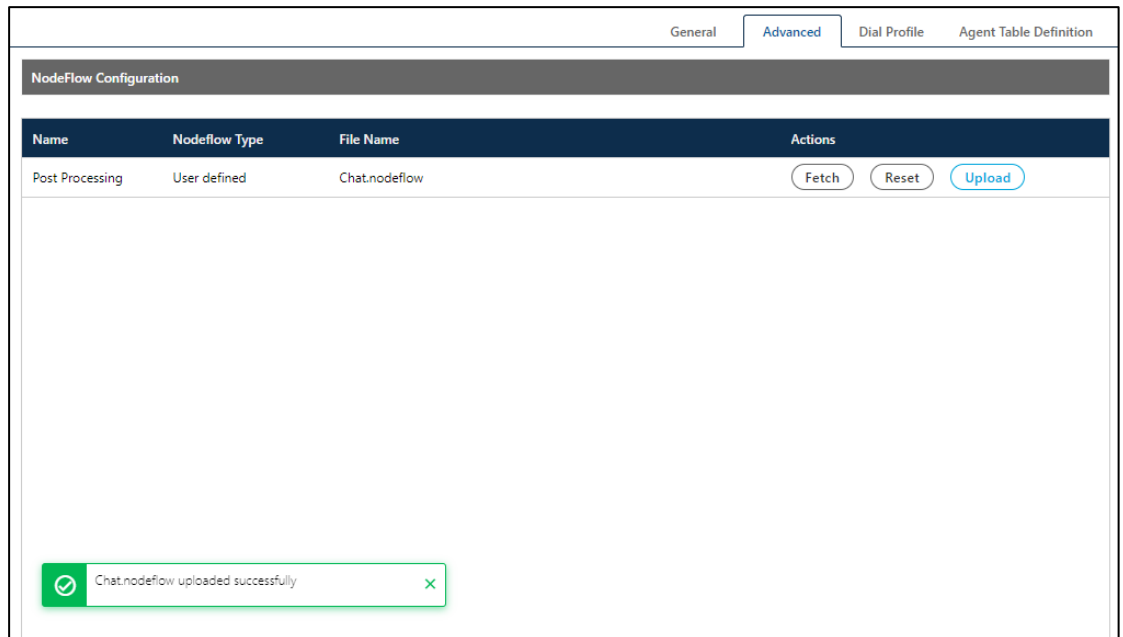 General Advanced Dial Profile Agent Table Definition
NodeFlow Configuration
Name Nodeflow Type File Name Actions
Post Processing User defined Chat.nodeflow Fetch Reset Upload
Chat.nodeflow uploaded successfully